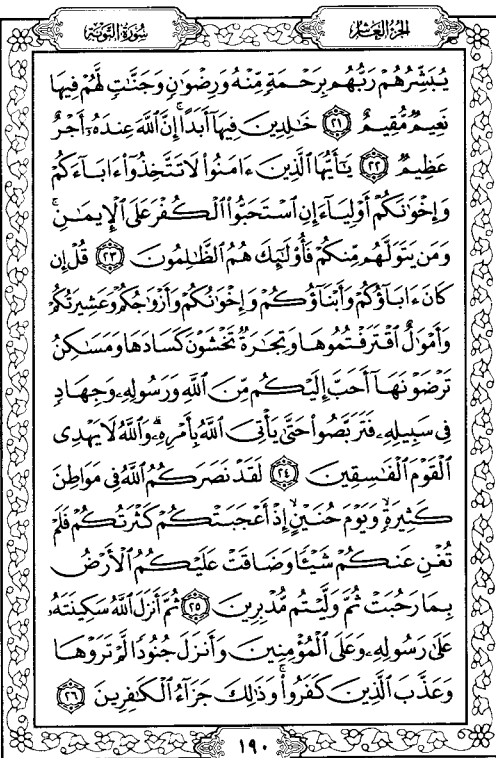 سُورَةُ التَّوْبَةِ
الجزء العاشر
يُبَشِّرُهُمْ رَبُّهُم بِرَحْمَةٍ مِّنْهُ وَرِضْوَٰنٍ وَجَنَّٰتٍ لَّهُمْ فِيهَا
نَعِيمٌ مُّقِيمٌ ٢١ خَٰلِدِينَ فِيهَآ أَبَدًا ۚ إِنَّ ٱللَّهَ عِندَهُۥٓ أَجْرٌ
عَظِيمٌ ٢٢ يَٰٓأَيُّهَا ٱلَّذِينَ ءَامَنُوا۟ لَا تَتَّخِذُوٓا۟ ءَابَآءَكُمْ
وَإِخْوَٰنَكُمْ أَوْلِيَآءَ إِنِ ٱسْتَحَبُّوا۟ ٱلْكُفْرَ عَلَى ٱلْإِيمَٰنِ ۚ
وَمَن يَتَوَلَّهُم مِّنكُمْ فَأُو۟لَٰٓئِكَ هُمُ ٱلظَّٰلِمُونَ ٢٣ قُلْ إِن
كَانَ ءَابَآؤُكُمْ وَأَبْنَآؤُكُمْ وَإِخْوَٰنُكُمْ وَأَزْوَٰجُكُمْ وَعَشِيرَتُكُمْ
وَأَمْوَٰلٌ ٱقْتَرَفْتُمُوهَا وَتِجَٰرَةٌ تَخْشَوْنَ كَسَادَهَا وَمَسَٰكِنُ
تَرْضَوْنَهَآ أَحَبَّ إِلَيْكُم مِّنَ ٱللَّهِ وَرَسُولِهِۦ وَجِهَادٍ
فِى سَبِيلِهِۦ فَتَرَبَّصُوا۟ حَتَّىٰ يَأْتِىَ ٱللَّهُ بِأَمْرِهِۦ ۗ وَٱللَّهُ لَا يَهْدِى
ٱلْقَوْمَ ٱلْفَٰسِقِينَ ٢٤ لَقَدْ نَصَرَكُمُ ٱللَّهُ فِى مَوَاطِنَ
كَثِيرَةٍ ۙ وَيَوْمَ حُنَيْنٍ ۙ إِذْ أَعْجَبَتْكُمْ كَثْرَتُكُمْ فَلَمْ
تُغْنِ عَنكُمْ شَيْـًٔا وَضَاقَتْ عَلَيْكُمُ ٱلْأَرْضُ
بِمَا رَحُبَتْ ثُمَّ وَلَّيْتُم مُّدْبِرِينَ ٢٥ ثُمَّ أَنزَلَ ٱللَّهُ سَكِينَتَهُۥ
عَلَىٰ رَسُولِهِۦ وَعَلَى ٱلْمُؤْمِنِينَ وَأَنزَلَ جُنُودًا لَّمْ تَرَوْهَا
وَعَذَّبَ ٱلَّذِينَ كَفَرُوا۟ ۚ وَذَٰلِكَ جَزَآءُ ٱلْكَٰفِرِينَ ٢٦
١٩٠